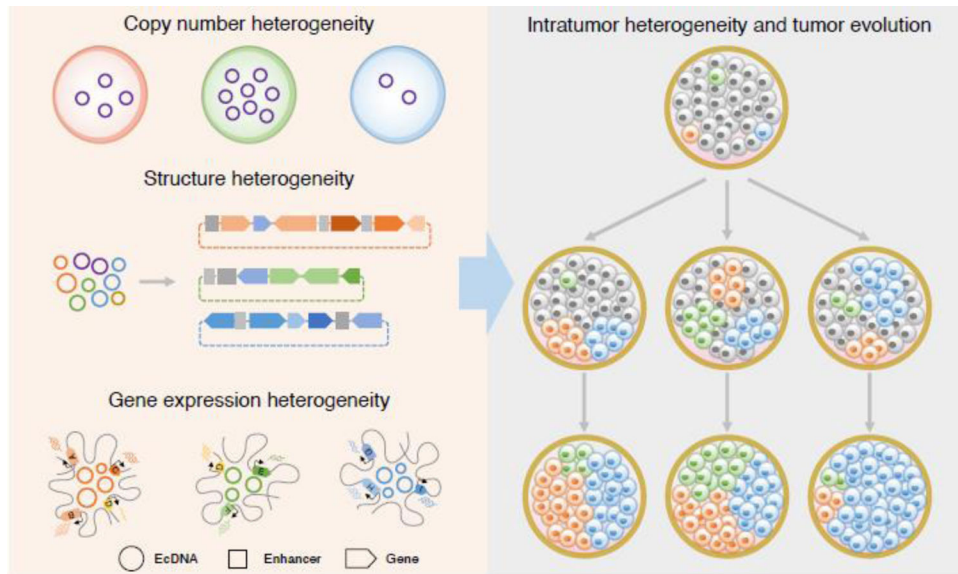 Copy number heterogeneity
Intratumor heterogeneity and tumor evolution
Structure heterogeneity
Gene expression heterogeneity
EcDNA
Enhancer
Gene